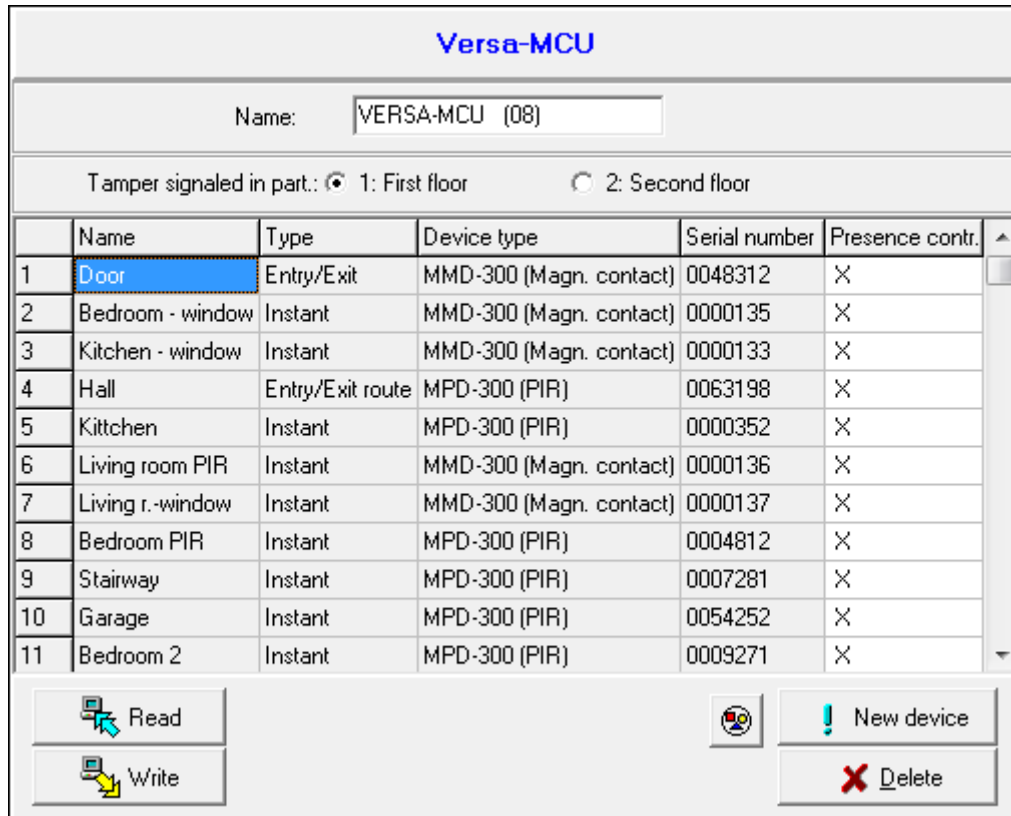 Versa-MCU
Name: VERSA-MCU (08)
Tamper signaled in part.: 1: First floor 2: Second floor
Name Type Device type Serial number Presence contr.
1 Door Entry/Exit MMD-300 (Magn. contact) 0048312 X
2 Bedroom - window Instant MMD-300 (Magn. contact) 0000135 X
3 Kitchen - window Instant MMD-300 (Magn. contact) 0000133 X
4 Hall Entry/Exit route MPD-300 (PIR) 0063198 X
5 Kittchen Instant MPD-300 (PIR) 0000352 X
6 Living room PIR Instant MMD-300 (Magn. contact) 0000136 X
7 Living r.-window Instant MMD-300 (Magn. contact) 0000137 X
8 Bedroom PIR Instant MPD-300 (PIR) 0004812 X
9 Stairway Instant MPD-300 (PIR) 0007281 X
10 Garage Instant MPD-300 (PIR) 0054252 X
11 Bedroom 2 Instant MPD-300 (PIR) 0009271 X
Read New device
Write Delete